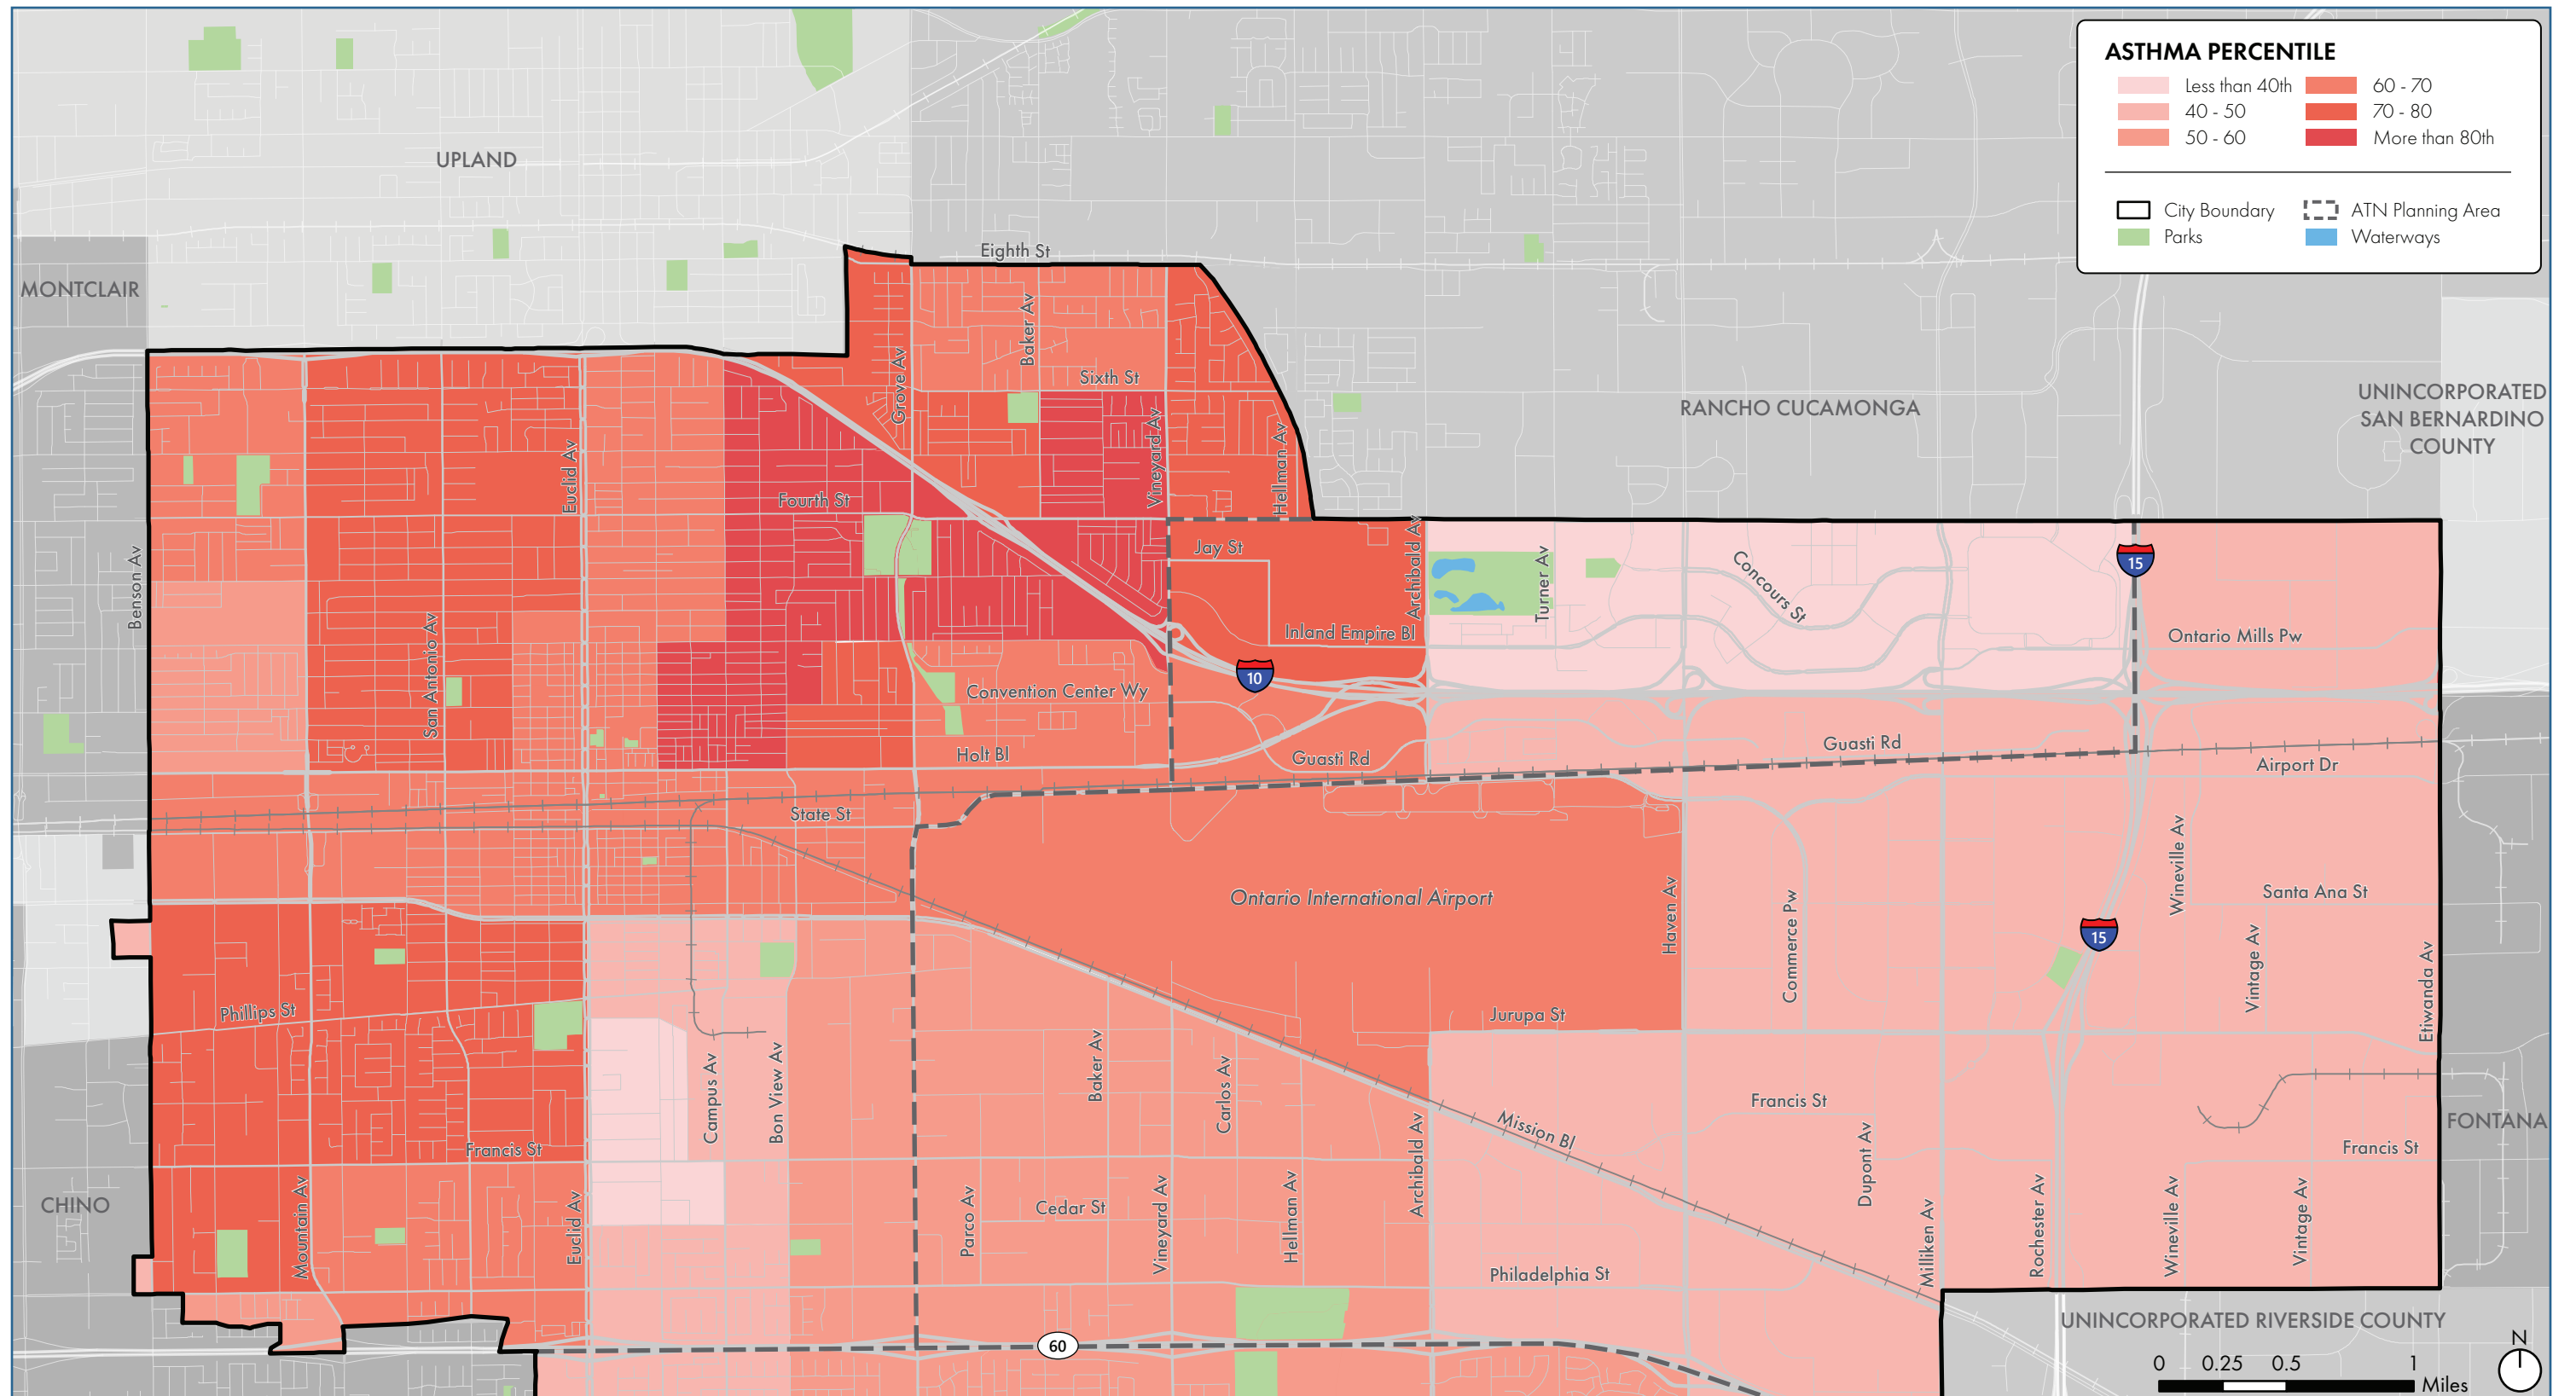 ASTHMA PERCENTILE
Less than 40th
60 - 70
40 - 50
70 - 80
50 - 60
More than 80th
City Boundary
ATN Planning Area
Parks
Waterways
UPLAND
MONTCLAIR
Eighth St
Baker Av
Grove Av
Sixth St
RANCHO CUCAMONGA
UNINCORPORATED
SAN BERNARDINO
COUNTY
Euclid Av
Vineyard Av
Hellman Av
Fourth St
Benson Av
Jay St
Archibald Av
Turner Av
Concours St
15
San Antonio Av
Inland Empire Bl
Ontario Mills Pw
10
Convention Center Wy
Holt Bl
Guasti Rd
Guasti Rd
Airport Dr
State St
Wineville Av
Ontario International Airport
Haven Av
Commerce Pw
Santa Ana St
15
Vintage Av
Etiwanda Av
Phillips St
Jurupa St
Campus Av
Bon View Av
Baker Av
Carlos Av
Francis St
Mission Bl
FONTANA
Francis St
Francis St
Dupont Av
Archibald Av
CHINO
Mountain Av
Euclid Av
Parco Av
Cedar St
Vineyard Av
Hellman Av
Milliken Av
Rochester Av
Wineville Av
Vintage Av
Philadelphia St
UNINCORPORATED RIVERSIDE COUNTY
60
N
0 0.25 0.5 1
Miles